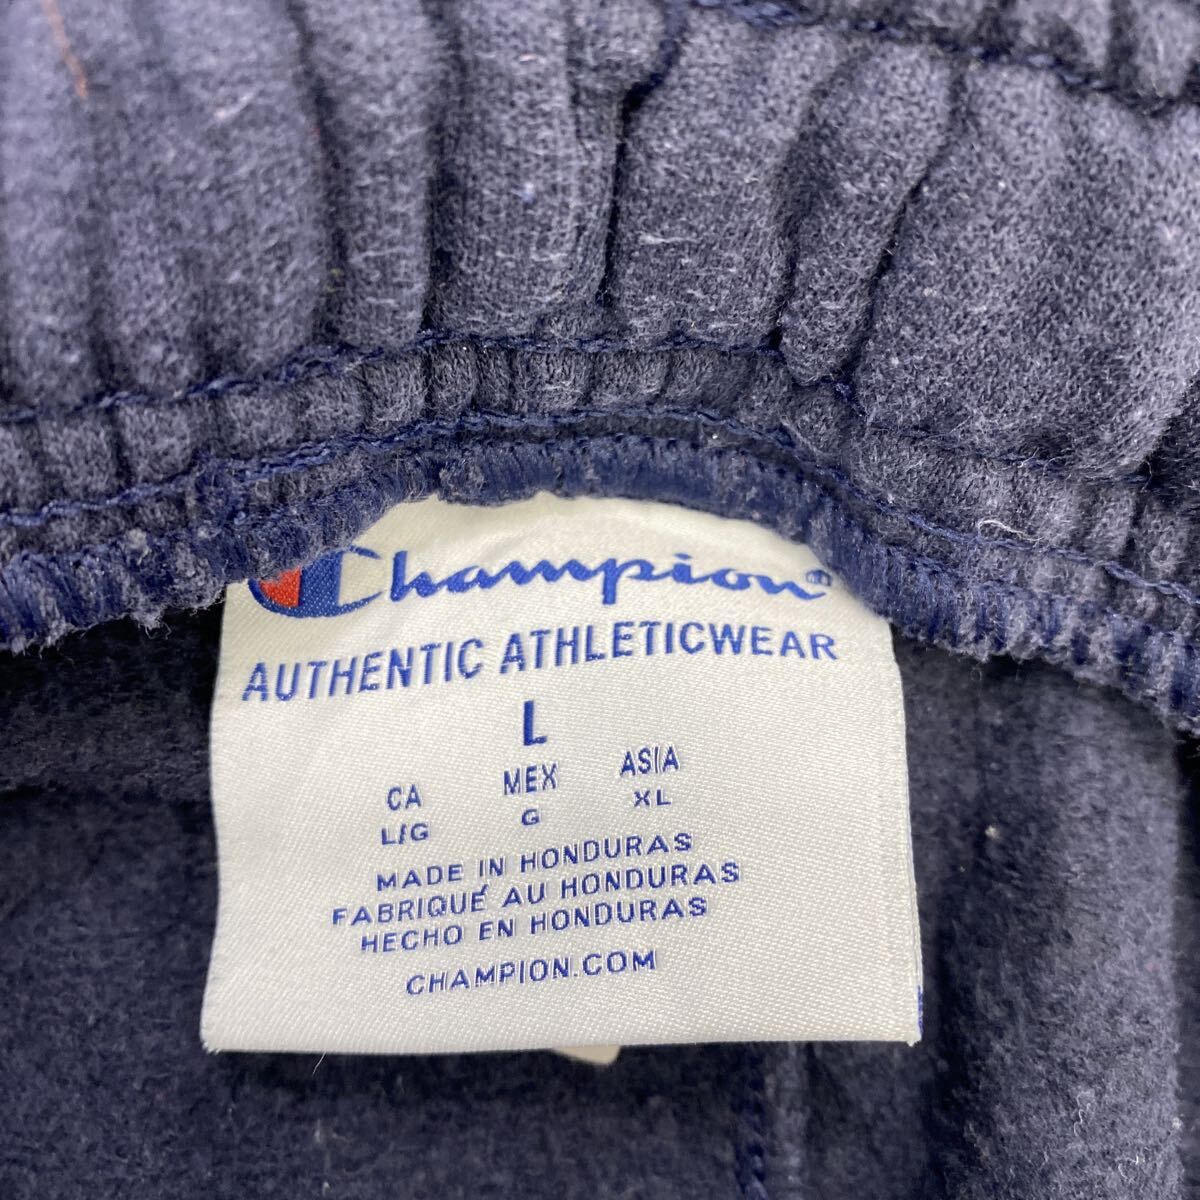 Champion®
AUTHENTIC ATHLETICWEAR
L
CA MEX ASIA
L/G G XL
MADE IN HONDURAS
FABRIQUÉ AU HONDURAS
HECHO EN HONDURAS
CHAMPION.COM